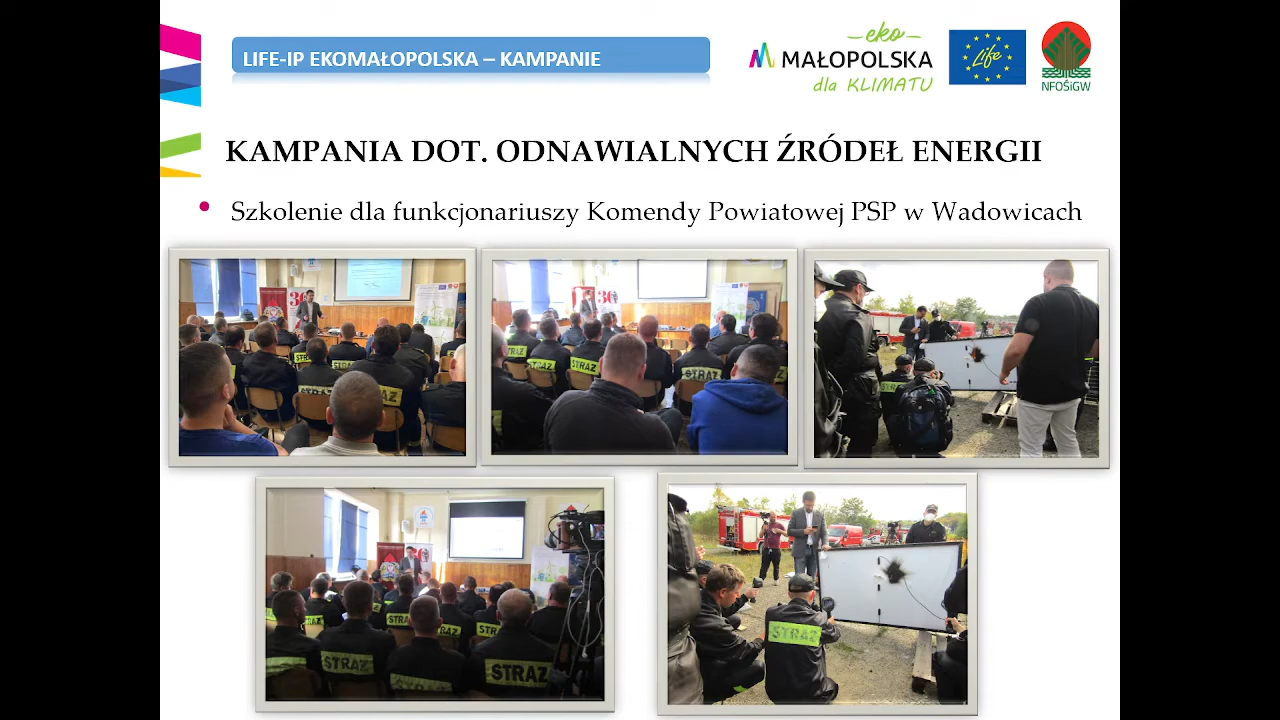 LIFE-IP EKOMAŁOPOLSKA – KAMPANIE
eko
MAŁOPOLSKA
dla KLIMATU
Life
NFOŚiGW
KAMPANIA DOT. ODNAWIALNYCH ŹRÓDEŁ ENERGII
• Szkolenie dla funkcjonariuszy Komendy Powiatowej PSP w Wadowicach
STRAŻ
STRAŻ
STRAŻ
STRAŻ
STRAŻ
STRAŻ